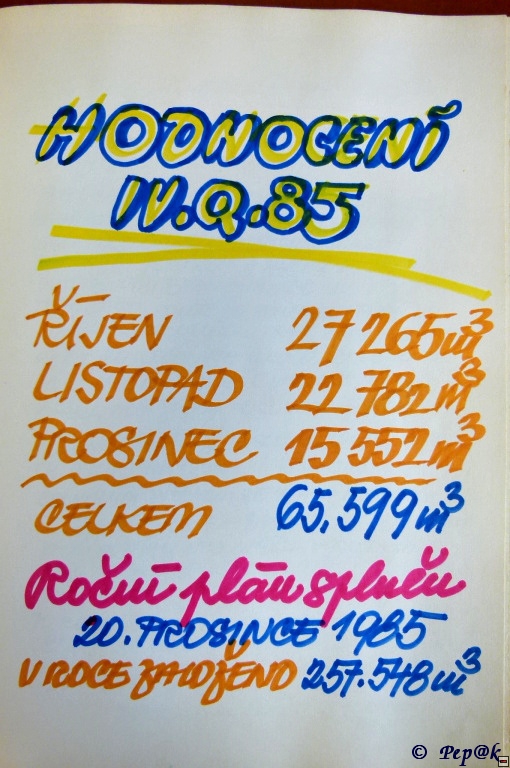 HODNOCENÍ
IV.Q.85
ŘÍJEN 27 265 m³
LISTOPAD 22 782 m³
PROSINEC 15 552 m³
CELKEM 65.599 m³
Roční plán splněn
20. PROSINCE 1985
V ROCE ZALOŽENO 257.548 m³
© Pep@k